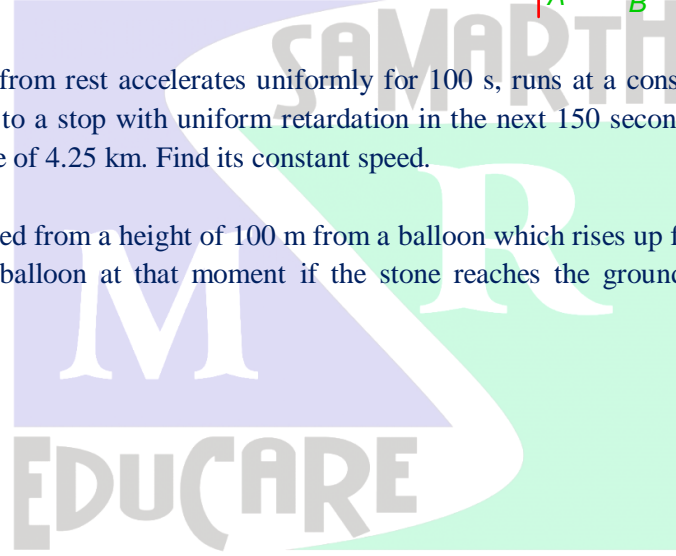 B
SAMARTH
from rest accelerates uniformly for 100 s, runs at a cons
to a stop with uniform retardation in the next 150 secon
e of 4.25 km. Find its constant speed.
ed from a height of 100 m from a balloon which rises up f
balloon at that moment if the stone reaches the groun
M R
EDUCARE